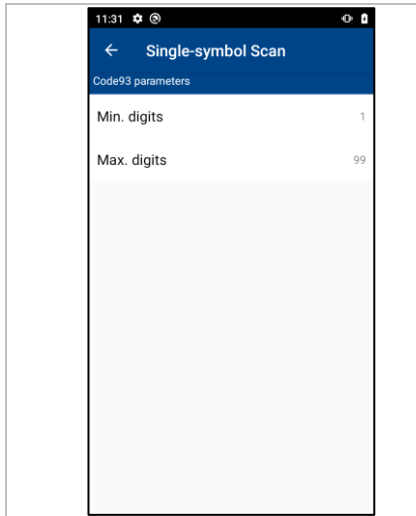 11:31
Single-symbol Scan
Code93 parameters
Min. digits 1
Max. digits 99